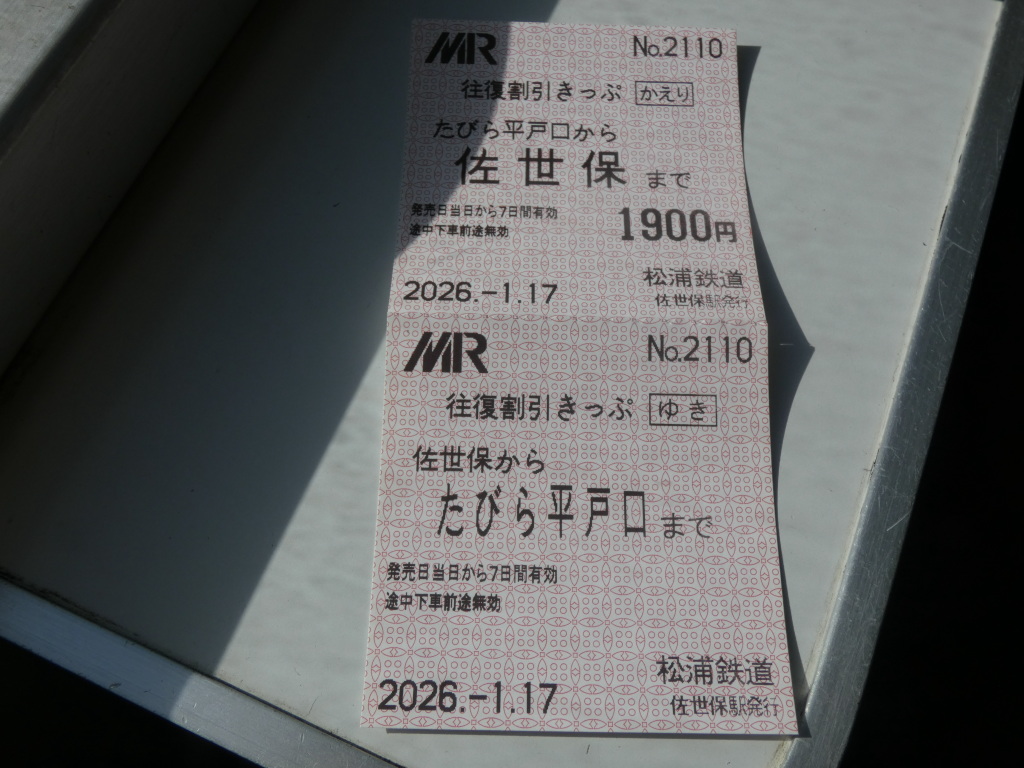 MR No.2110
往復割引きっぷ かえり
たびら平戸口から
佐世保 まで
発売日当日から7日間有効
途中下車前途無効
1900円
2026.-1.17
松浦鉄道
佐世保駅発行
MR No.2110
往復割引きっぷ ゆき
佐世保から
たびら平戸口 まで
発売日当日から7日間有効
途中下車前途無効
2026.-1.17
松浦鉄道
佐世保駅発行